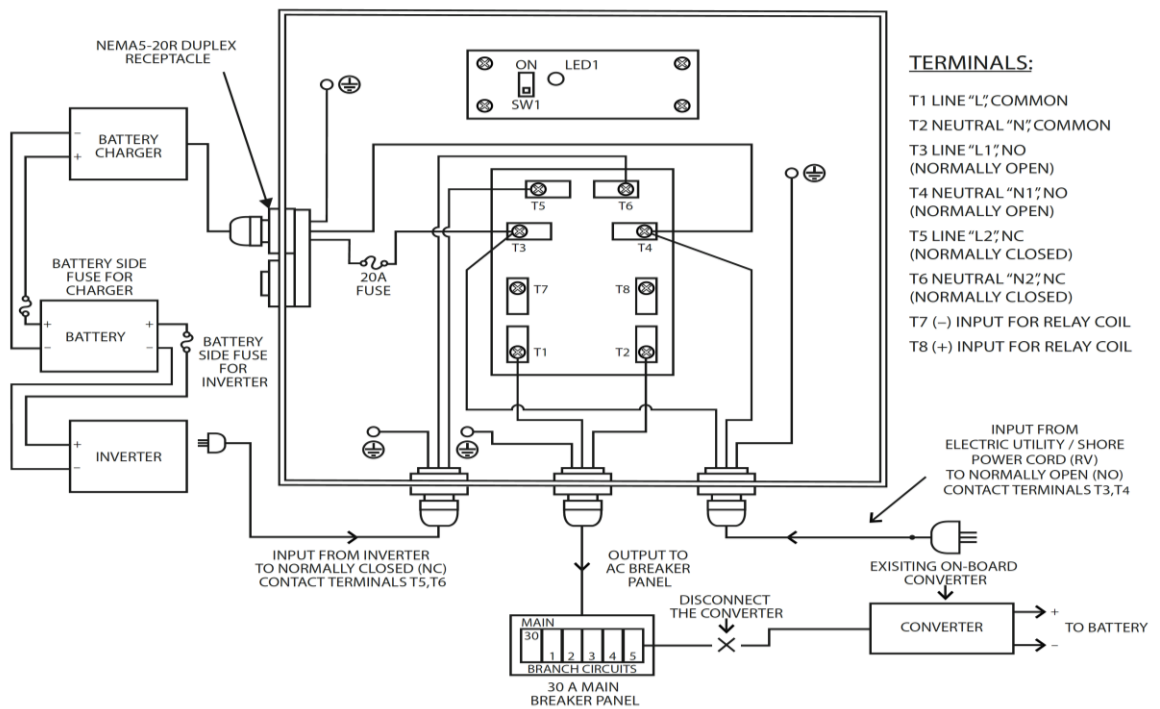 NEMA5-20R DUPLEX
RECEPTACLE
ON
LED1
SW1
TERMINALS:
T1 LINE “L”, COMMON
T2 NEUTRAL “N”, COMMON
T3 LINE “L1”, NO
(NORMALLY OPEN)
T4 NEUTRAL “N1”, NO
(NORMALLY OPEN)
T5 LINE “L2”, NC
(NORMALLY CLOSED)
T6 NEUTRAL “N2”, NC
(NORMALLY CLOSED)
T7 (–) INPUT FOR RELAY COIL
T8 (+) INPUT FOR RELAY COIL
–
+
BATTERY
CHARGER
T5
T6
T3
T4
20A
FUSE
T7
T8
T1
T2
BATTERY SIDE
FUSE FOR
CHARGER
+
–
BATTERY
+
–
BATTERY
SIDE FUSE
FOR
INVERTER
INVERTER
+
–
INPUT FROM
ELECTRIC UTILITY / SHORE
POWER CORD (RV)
TO NORMALLY OPEN (NO)
CONTACT TERMINALS T3,T4
INPUT FROM INVERTER
TO NORMALLY CLOSED (NC)
CONTACT TERMINALS T5,T6
OUTPUT TO
AC BREAKER
PANEL
EXISITING ON-BOARD
CONVERTER
DISCONNECT
THE CONVERTER
CONVERTER
+
–
TO BATTERY
MAIN
30
1 2 3 4 5
BRANCH CIRCUITS
30 A MAIN
BREAKER PANEL